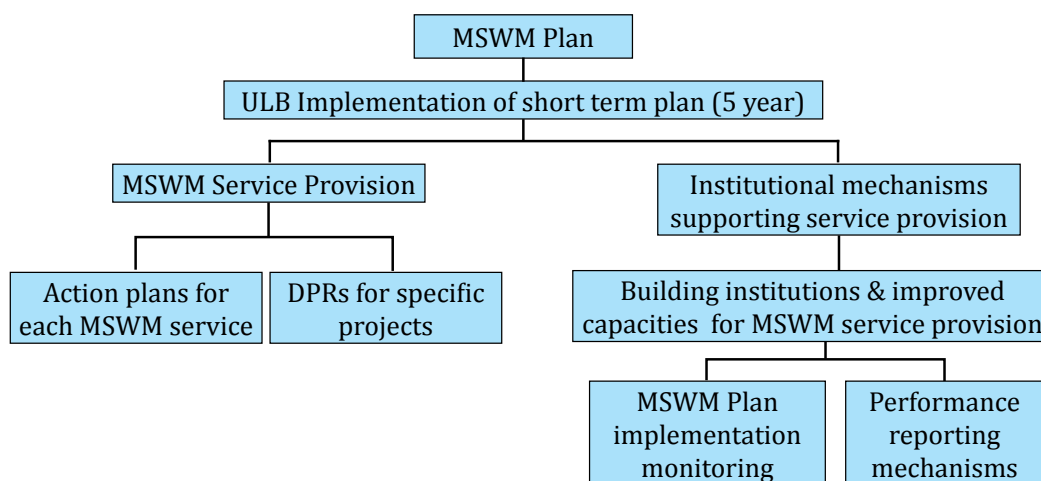 MSWM Plan
ULB Implementation of short term plan (5 year)
MSWM Service Provision
Institutional mechanisms
supporting service provision
Action plans for
each MSWM service
DPRs for specific
projects
Building institutions & improved
capacities for MSWM service provision
MSWM Plan
implementation
monitoring
Performance
reporting
mechanisms